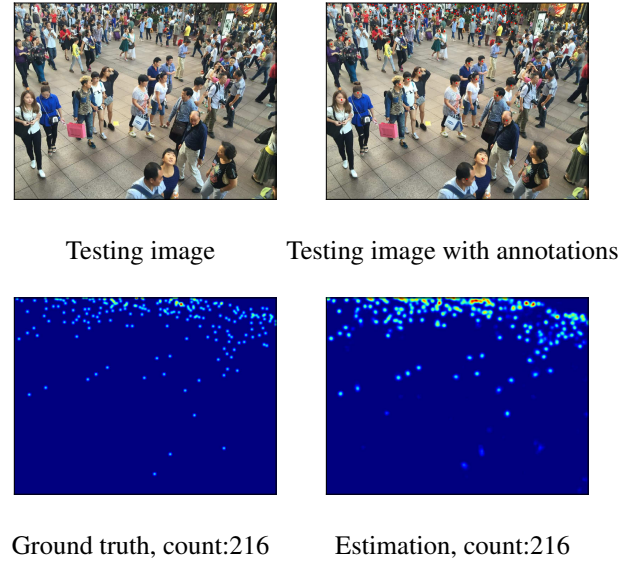 Testing image
Testing image with annotations
Ground truth, count:216
Estimation, count:216